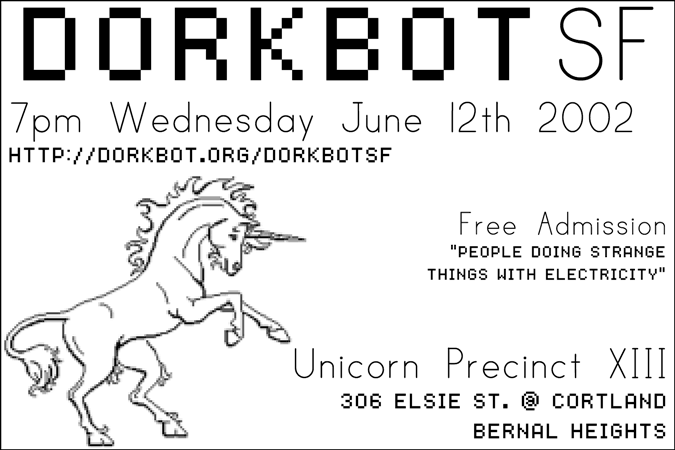 DORKBOT SF
7pm Wednesday June 12th 2002
HTTP://DORKBOT.ORG/DORKBOTSF
Free Admission
"PEOPLE DOING STRANGE
THINGS WITH ELECTRICITY"
Unicorn Precinct XIII
306 ELSIE ST. @ CORTLAND
BERNAL HEIGHTS